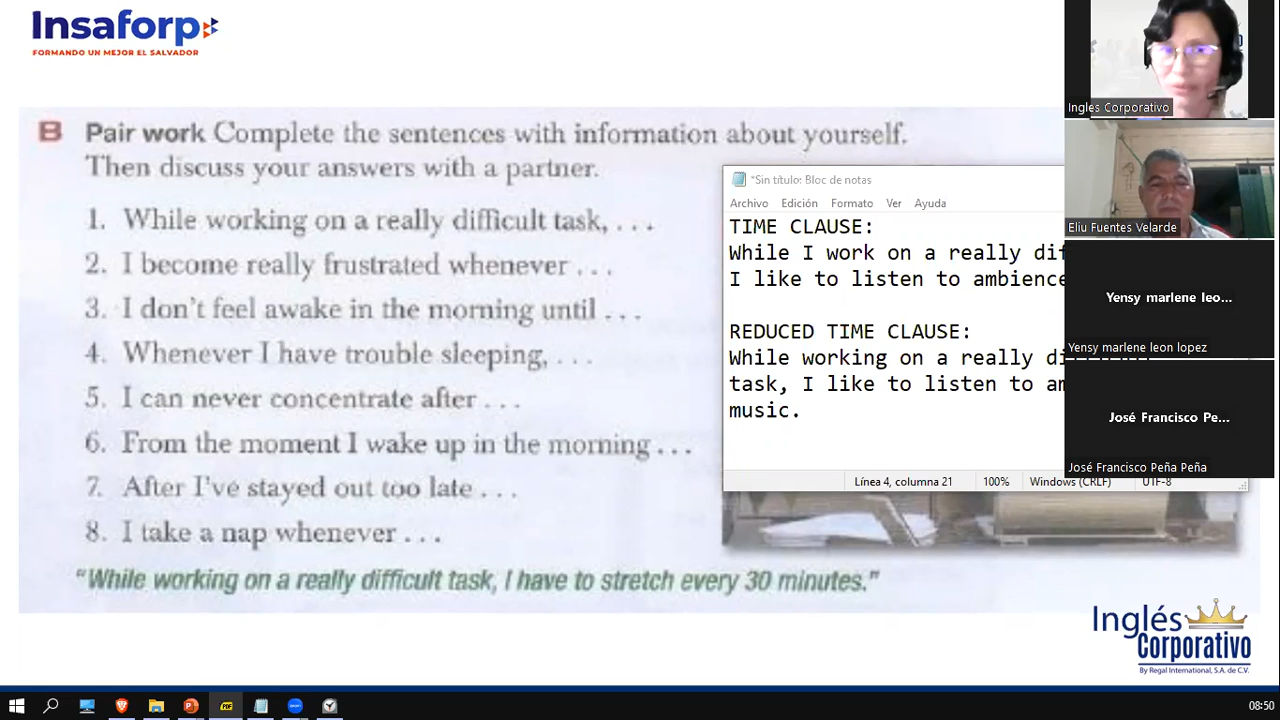 Insaforp
FORMANDO UN MEJOR EL SALVADOR
B Pair work Complete the sentences with information about yourself.
Then discuss your answers with a partner.
1. While working on a really difficult task, . . .
2. I become really frustrated whenever . . .
3. I don't feel awake in the morning until . . .
4. Whenever I have trouble sleeping, . . .
5. I can never concentrate after . . .
6. From the moment I wake up in the morning . . .
7. After I've stayed out too late . . .
8. I take a nap whenever . . .
"While working on a really difficult task, I have to stretch every 30 minutes."
*Sin título: Bloc de notas
Archivo Edición Formato Ver Ayuda
TIME CLAUSE:
While I work on a really
I like to listen to ambience
REDUCED TIME CLAUSE:
While working on a really
task, I like to listen to
music.
Línea 4, columna 21 100% Windows (CRLF) UTF-8
Inglés Corporativo
Eliu Fuentes Velarde
Yensy marlene leo...
Yensy marlene leon lopez
José Francisco Pe...
José Francisco Peña Peña
Inglés
Corporativo
By Regal International, S.A. de C.V.
PDF
08:50